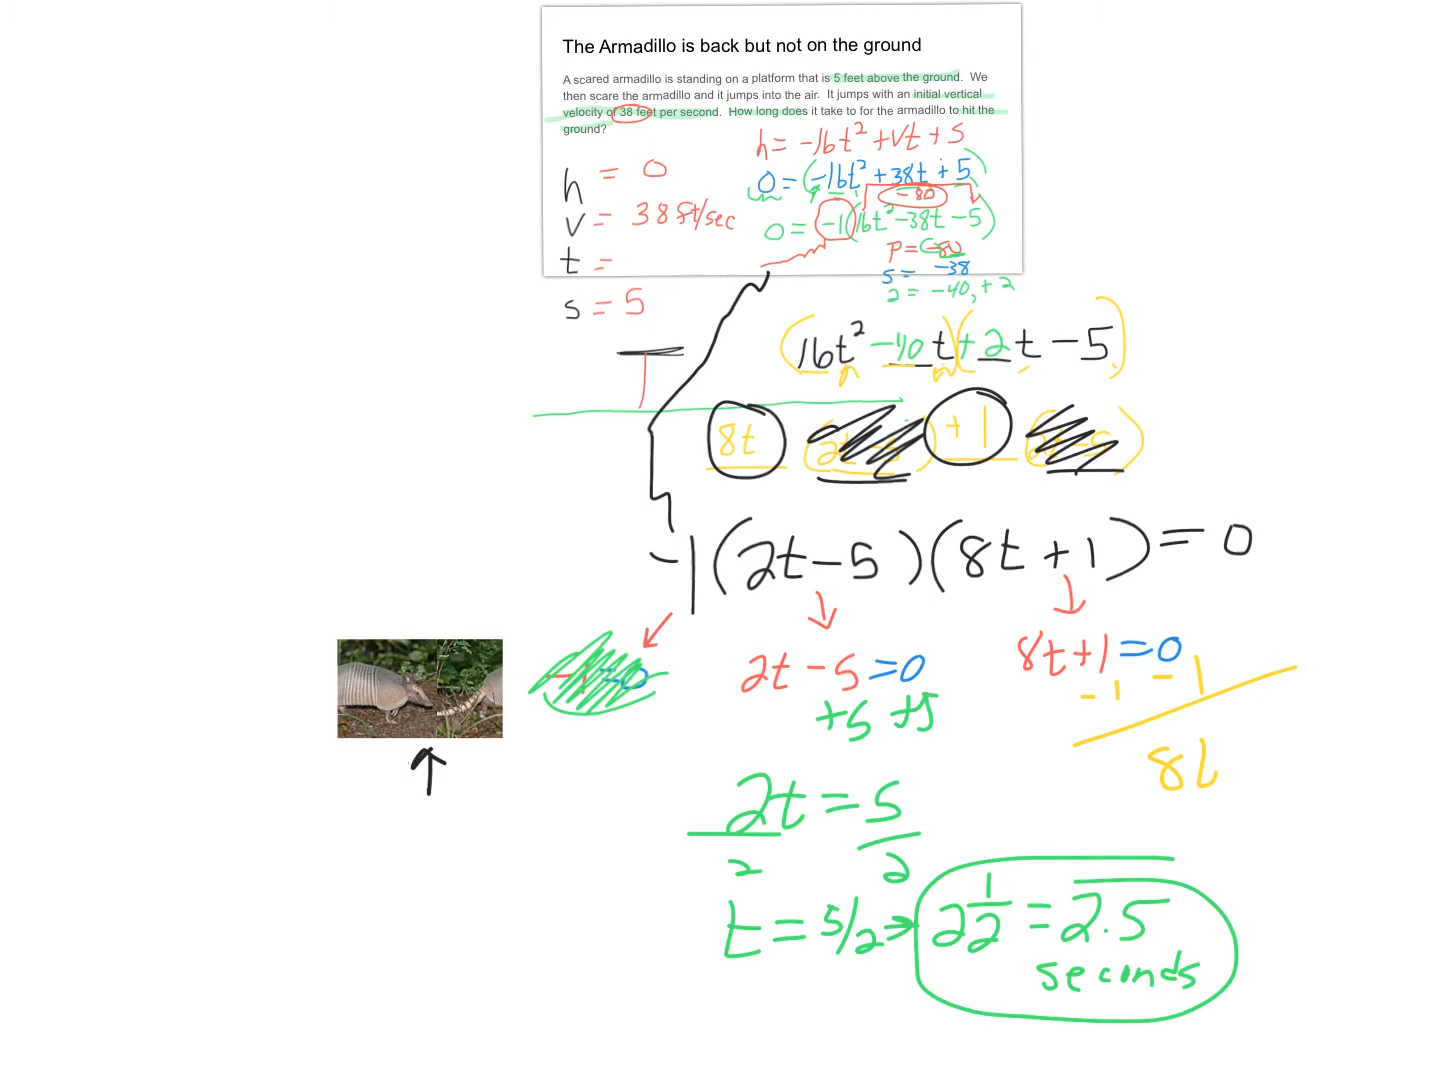 The Armadillo is back but not on the ground
A scared armadillo is standing on a platform that is 5 feet above the ground. We
then scare the armadillo and it jumps into the air. It jumps with an initial vertical
velocity of 38 feet per second. How long does it take to for the armadillo to hit the
ground?
h = -16t² + vt + s
h = 0
0 = (-16t² + 38t + 5)
-80
v = 38 ft/sec
0 = -1(16t² - 38t - 5)
t =
P = -80
S = -38
2 = -40, +2
s = 5
(16t² -40t)(+2t - 5)
8t +1
-1(2t - 5)(8t + 1) = 0
2t - 5 = 0
8t + 1 = 0
+5 +5
-1 -1
2t = 5
8t
2 2
t = 5/2 → 2 1/2 = 2.5
seconds